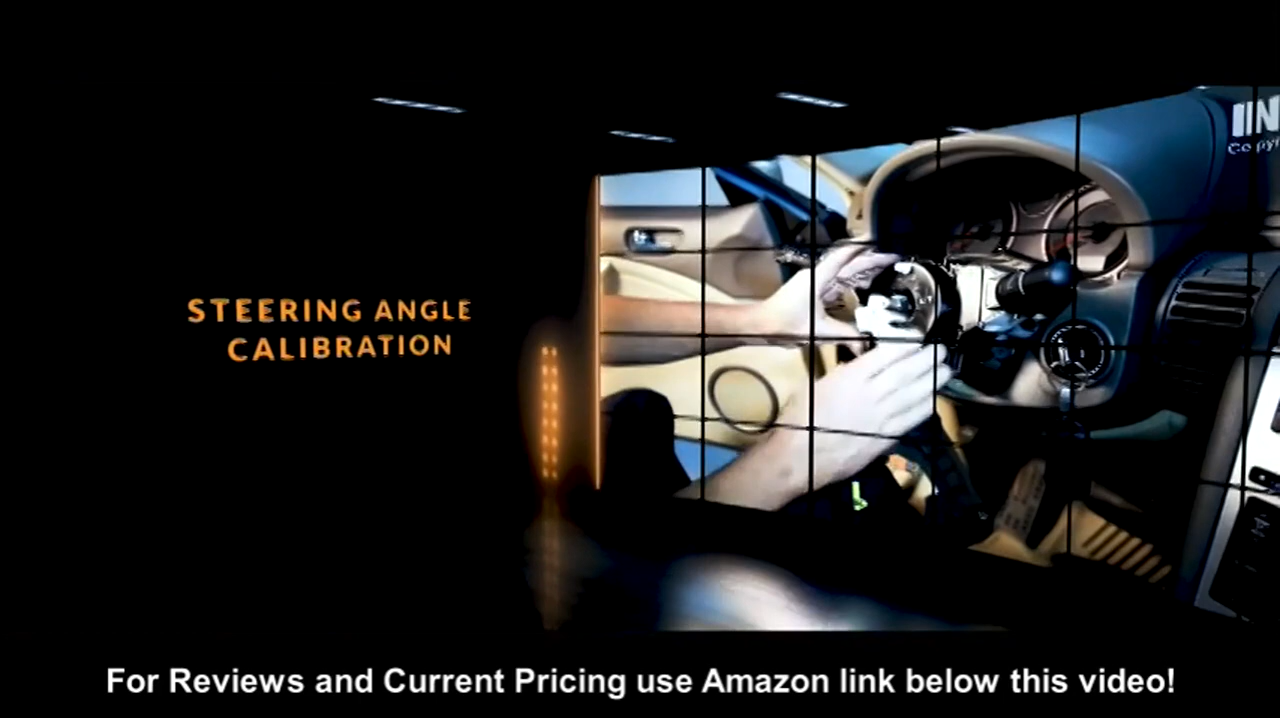 STEERING ANGLE
CALIBRATION
For Reviews and Current Pricing use Amazon link below this video!